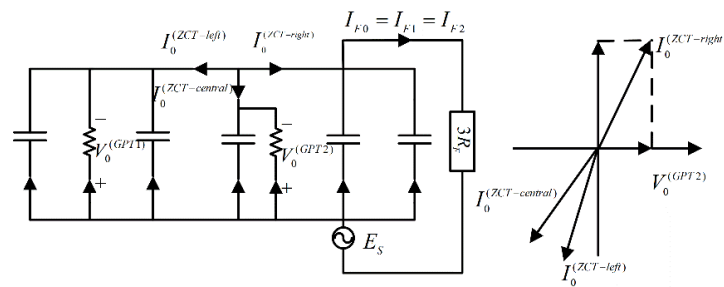 I_0^(ZCT-left)
I_0^(ZCT-right)
I_F0 = I_F1 = I_F2
I_0^(ZCT-central)
−
V_0^(GPT1)
+
−
V_0^(GPT2)
+
3R_F
E_S
I_0^(ZCT-right)
V_0^(GPT2)
I_0^(ZCT-central)
I_0^(ZCT-left)